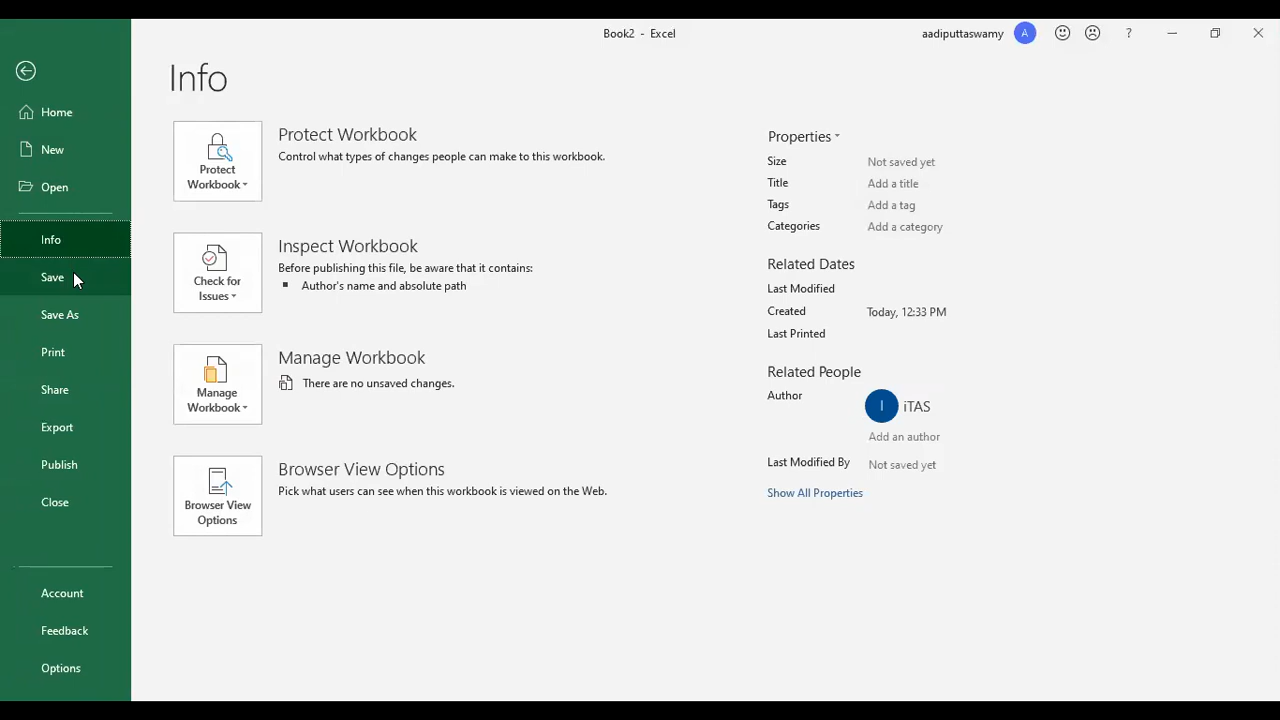 Book2 - Excel
aadiputtaswamy
A
?
Home
New
Open
Info
Save
Save As
Print
Share
Export
Publish
Close
Account
Feedback
Options
Info
Protect Workbook
Protect Workbook
Control what types of changes people can make to this workbook.
Check for Issues
Inspect Workbook
Before publishing this file, be aware that it contains:
Author's name and absolute path
Manage Workbook
Manage Workbook
There are no unsaved changes.
Browser View Options
Browser View Options
Pick what users can see when this workbook is viewed on the Web.
Properties
Size Not saved yet
Title Add a title
Tags Add a tag
Categories Add a category
Related Dates
Last Modified
Created Today, 12:33 PM
Last Printed
Related People
Author I iTAS
Add an author
Last Modified By Not saved yet
Show All Properties